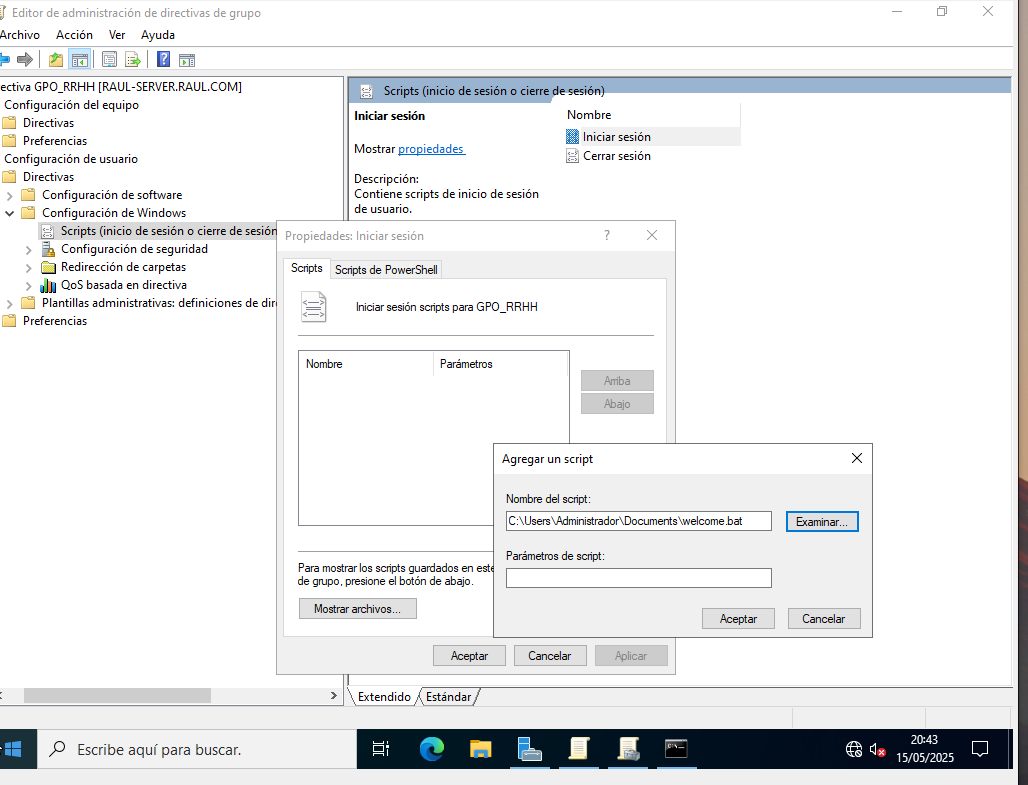 Editor de administración de directivas de grupo
Archivo Acción Ver Ayuda
ectiva GPO_RRHH [RAUL-SERVER.RAUL.COM]
Configuración del equipo
Directivas
Preferencias
Configuración de usuario
Directivas
Configuración de software
Configuración de Windows
Scripts (inicio de sesión o cierre de sesión
Configuración de seguridad
Redirección de carpetas
QoS basada en directiva
Plantillas administrativas: definiciones de dir
Preferencias
Scripts (inicio de sesión o cierre de sesión)
Iniciar sesión
Mostrar propiedades
Descripción:
Contiene scripts de inicio de sesión
de usuario.
Nombre
Iniciar sesión
Cerrar sesión
Propiedades: Iniciar sesión
?
Scripts Scripts de PowerShell
Iniciar sesión scripts para GPO_RRHH
Nombre Parámetros
Arriba
Abajo
Para mostrar los scripts guardados en este
de grupo, presione el botón de abajo.
Mostrar archivos...
Aceptar Cancelar Aplicar
Agregar un script
Nombre del script:
C:\Users\Administrador\Documents\welcome.bat
Examinar...
Parámetros de script:
Aceptar Cancelar
Extendido Estándar
Escribe aquí para buscar.
20:43
15/05/2025